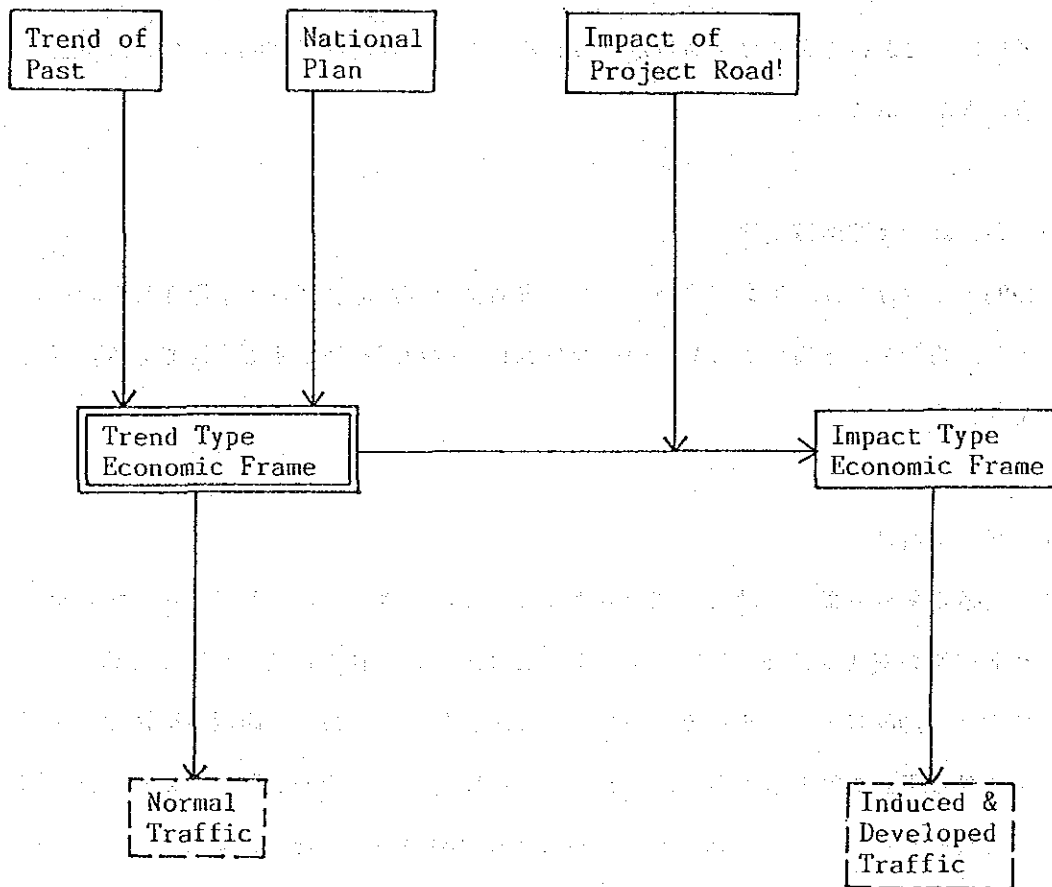 Trend of
Past
National
Plan
Impact of
Project Road!
Trend Type
Economic Frame
Impact Type
Economic Frame
Normal
Traffic
Induced &
Developed
Traffic